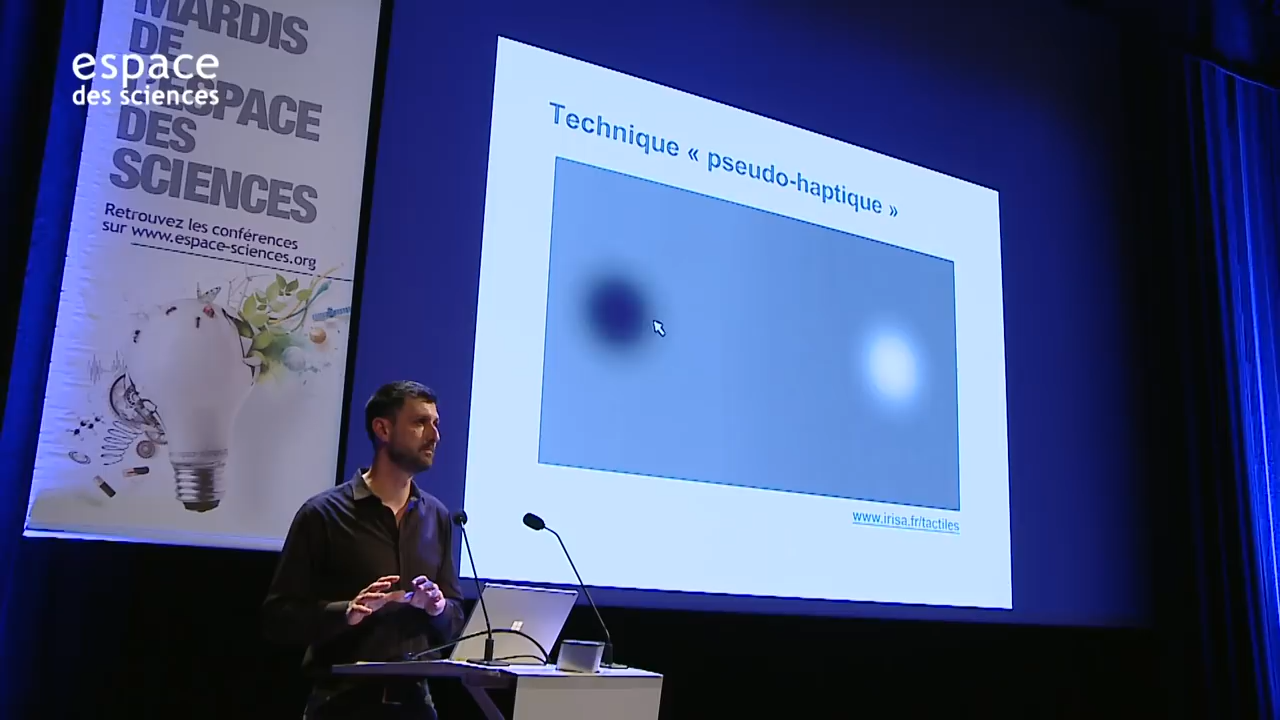 MARDIS
DE
L'ESPACE
DES
SCIENCES
Retrouvez les conférences
sur www.espace-sciences.org
espace
des sciences
Technique « pseudo-haptique »
www.irisa.fr/tactiles